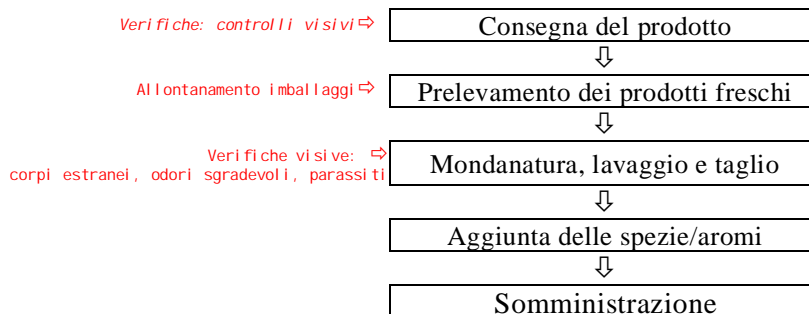 Verifiche: controlli visivi⇨ Consegna del prodotto
Allontanamento imballaggi⇨ Prelevamento dei prodotti freschi
Verifiche visive: ⇨
corpi estranei, odori sgradevoli, parassiti
Mondanatura, lavaggio e taglio
Aggiunta delle spezie/aromi
Somministrazione